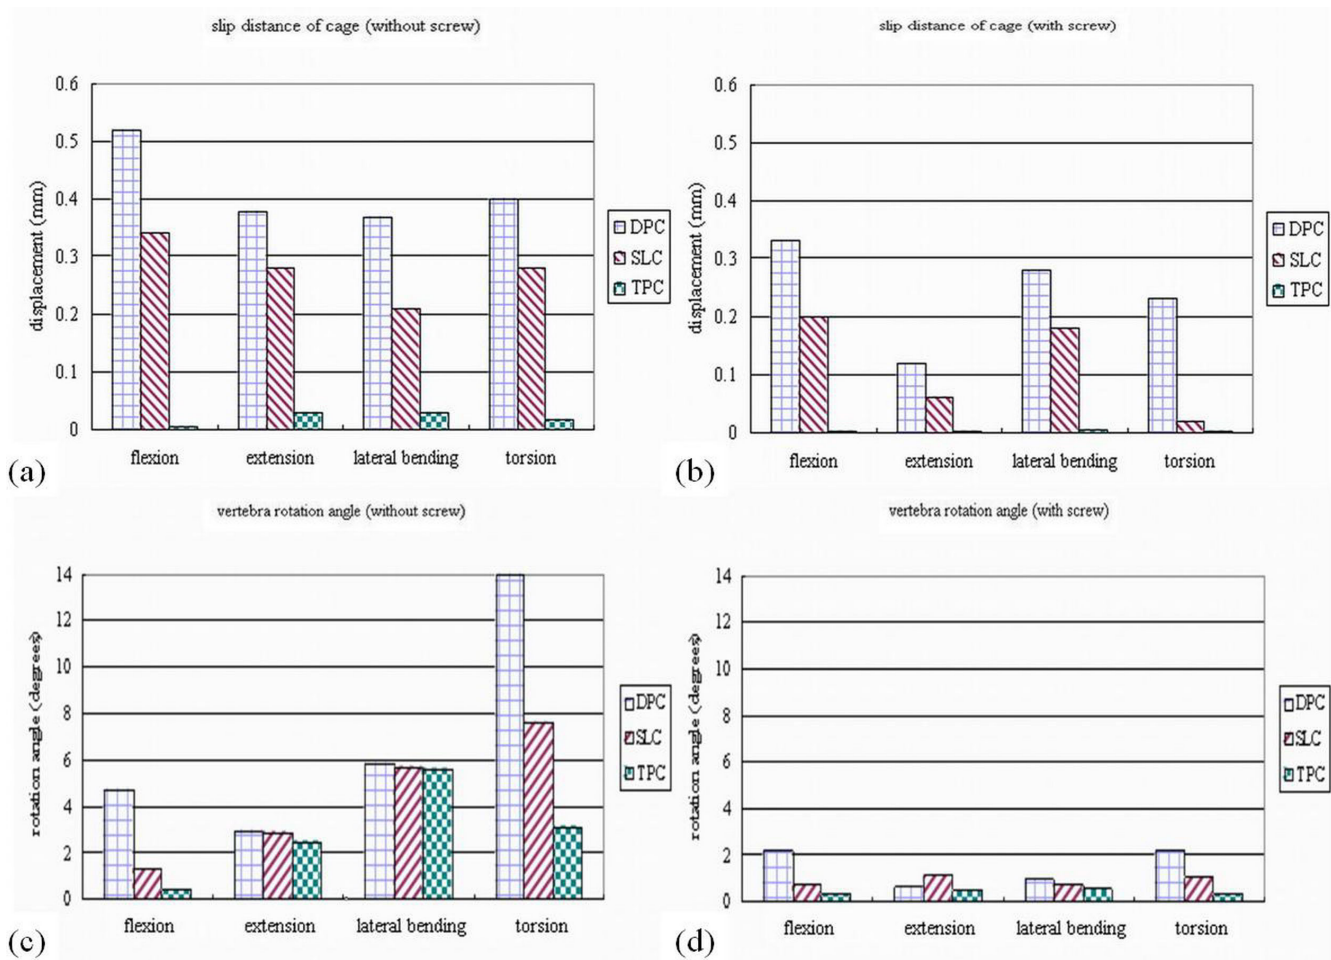 slip distance of cage (without screw)
0.6
0.5
0.4
0.3
0.2
0.1
0
displacement (mm)
flexion extension lateral bending torsion
DPC
SLC
TPC
(a)
slip distance of cage (with screw)
0.6
0.5
0.4
0.3
0.2
0.1
0
displacement (mm)
flexion extension lateral bending torsion
DPC
SLC
TPC
(b)
vertebra rotation angle (without screw)
14
12
10
8
6
4
2
0
rotation angle (degrees)
flexion extension lateral bending torsion
DPC
SLC
TPC
(c)
vertebra rotation angle (with screw)
14
12
10
8
6
4
2
0
rotation angle (degrees)
flexion extension lateral bending torsion
DPC
SLC
TPC
(d)